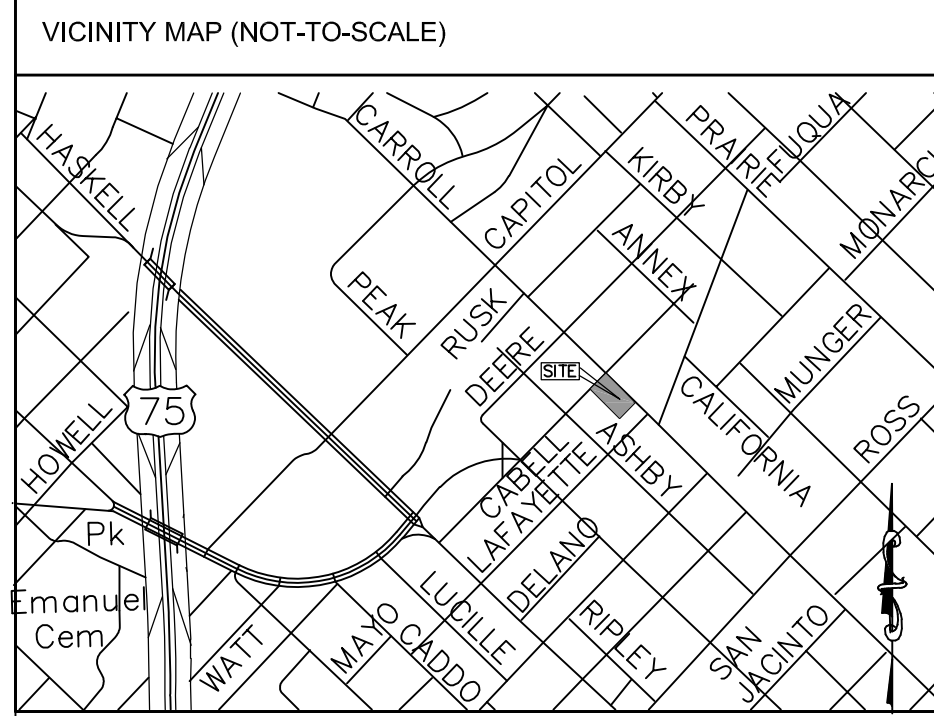 VICINITY MAP (NOT-TO-SCALE)
HASKELL
CARROLL
CAPITOL
KIRBY
PRAIRIE
FUQUA
MONARC
ANNEX
PEAK
RUSK
DEERE
SITE
MUNGER
CALIFORNIA
ROSS
75
HOWELL
ASHBY
CABELL
LAFAYETTE
DELANO
Pk
Emanuel
Cem
LUCILLE
RIPLEY
WATT
MAYO
CADDO
SAN
JACINTO